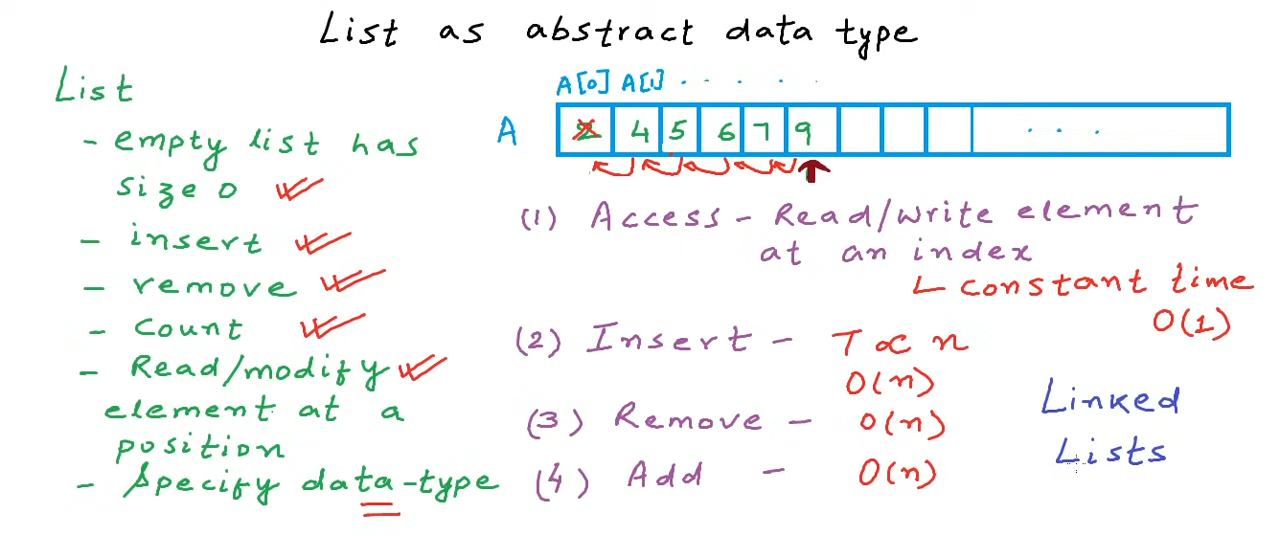 List as abstract data type
List
- empty list has
size 0
- insert
- remove
- count
- Read/modify
element at a
position
- Specify data-type
A[0] A[1] . . . .
A 2 4 5 6 7 9 . . .
(1) Access - Read/write element
at an index
constant time
O(1)
(2) Insert - T ∝ n
O(n)
(3) Remove - O(n)
(4) Add - O(n)
Linked
Lists